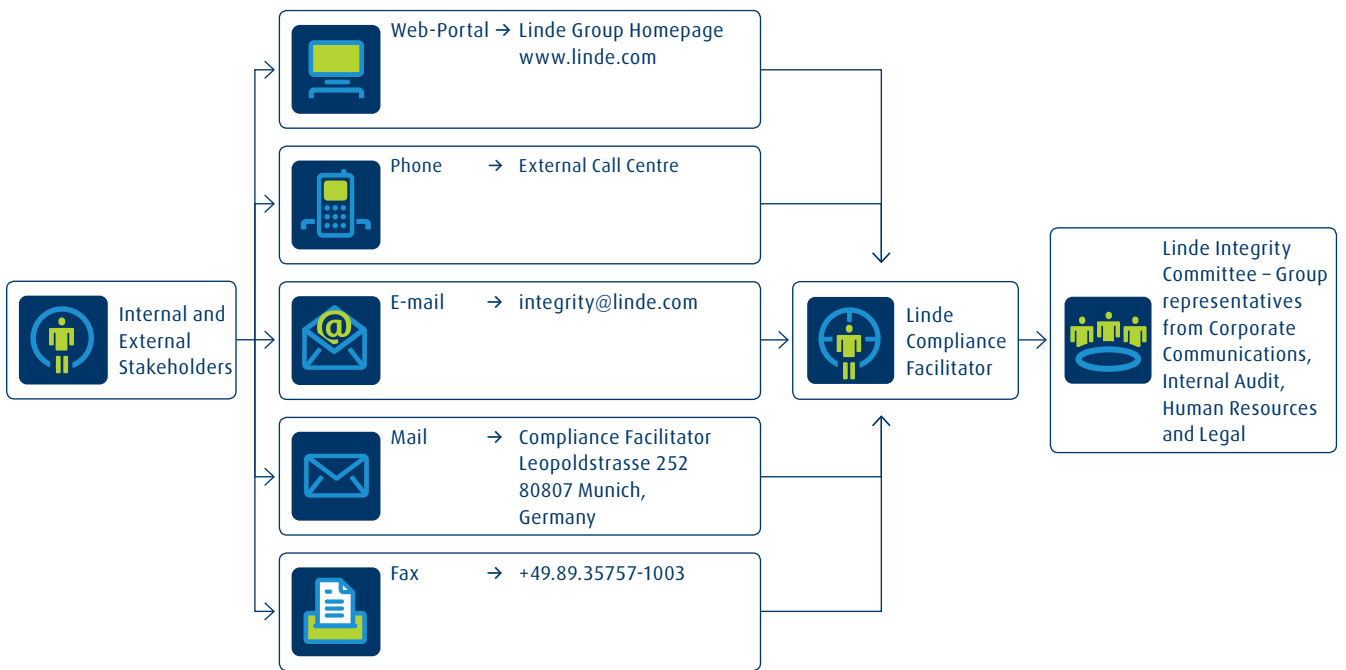 Internal and
External
Stakeholders
Web-Portal → Linde Group Homepage
www.linde.com
Phone → External Call Centre
@
E-mail → integrity@linde.com
Mail → Compliance Facilitator
Leopoldstrasse 252
80807 Munich,
Germany
Fax → +49.89.35757-1003
Linde
Compliance
Facilitator
Linde Integrity
Committee – Group
representatives
from Corporate
Communications,
Internal Audit,
Human Resources
and Legal